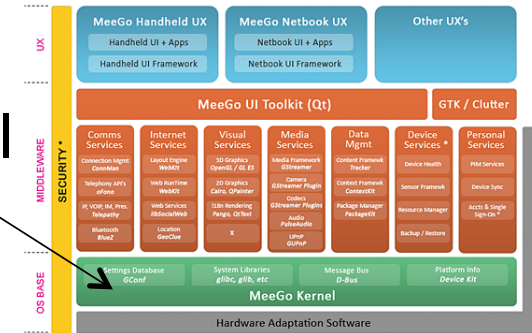 UX
MeeGo Handheld UX
Handheld UI + Apps
Handheld UI Framework
MeeGo Netbook UX
Netbook UI + Apps
Netbook UI Framework
Other UX's
MeeGo UI Toolkit (Qt)
GTK / Clutter
MIDDLEWARE
SECURITY *
Comms
Services
Connection Mgmt
ConnMan
Telephony API's
oFono
IP, VOIP, IM, Pres.
Telepathy
Bluetooth
BlueZ
Internet
Services
Layout Engine
WebKit
Web RunTime
WebKit
Web Services
libSocialWeb
Location
GeoClue
Visual
Services
3D Graphics
OpenGL / GL ES
2D Graphics
Cairo, QPainter
I18n Rendering
Pango, QtText
X
Media
Services
Media Framework
GStreamer
Camera
GStreamer Plugin
Codecs
GStreamer Plugins
Audio
PulseAudio
UPnP
GUPnP
Data
Mgmt
Content Framewk
Tracker
Context Framewk
ContextKit
Package Manager
PackageKit
Device
Services *
Device Health
Sensor Framewk
Resource Manager
Backup / Restore
Personal
Services
PIM Services
Device Sync
Accts & Single
Sign-On *
OS BASE
Settings Database
GConf
System Libraries
glibc, glib, etc
Message Bus
D-Bus
Platform Info
Device Kit
MeeGo Kernel
Hardware Adaptation Software